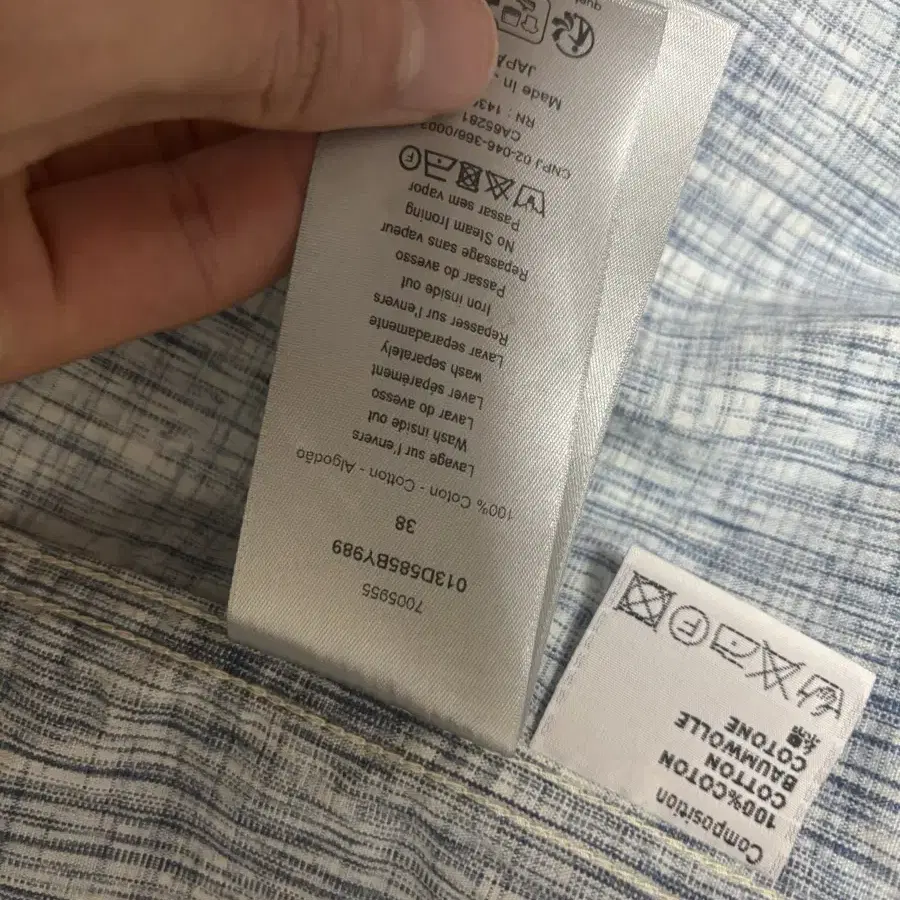 7005955
013D585BY989
38
100% Coton - Cotton - Algodão
Lavage sur l'envers
Wash inside out
Lavar do avesso
Laver séparément
wash separately
Lavar separadamente
Repasser sur l'envers
Iron inside out
Passar do avesso
Repassage sans vapeur
No Steam Ironing
Passar sem vapor
F
CNPJ 02-046-366/0003
CA65281
RN : 143
Made in
JAPA
quel
Composition
100%COTON
COTTON
BAUMWOLLE
COTONE
F